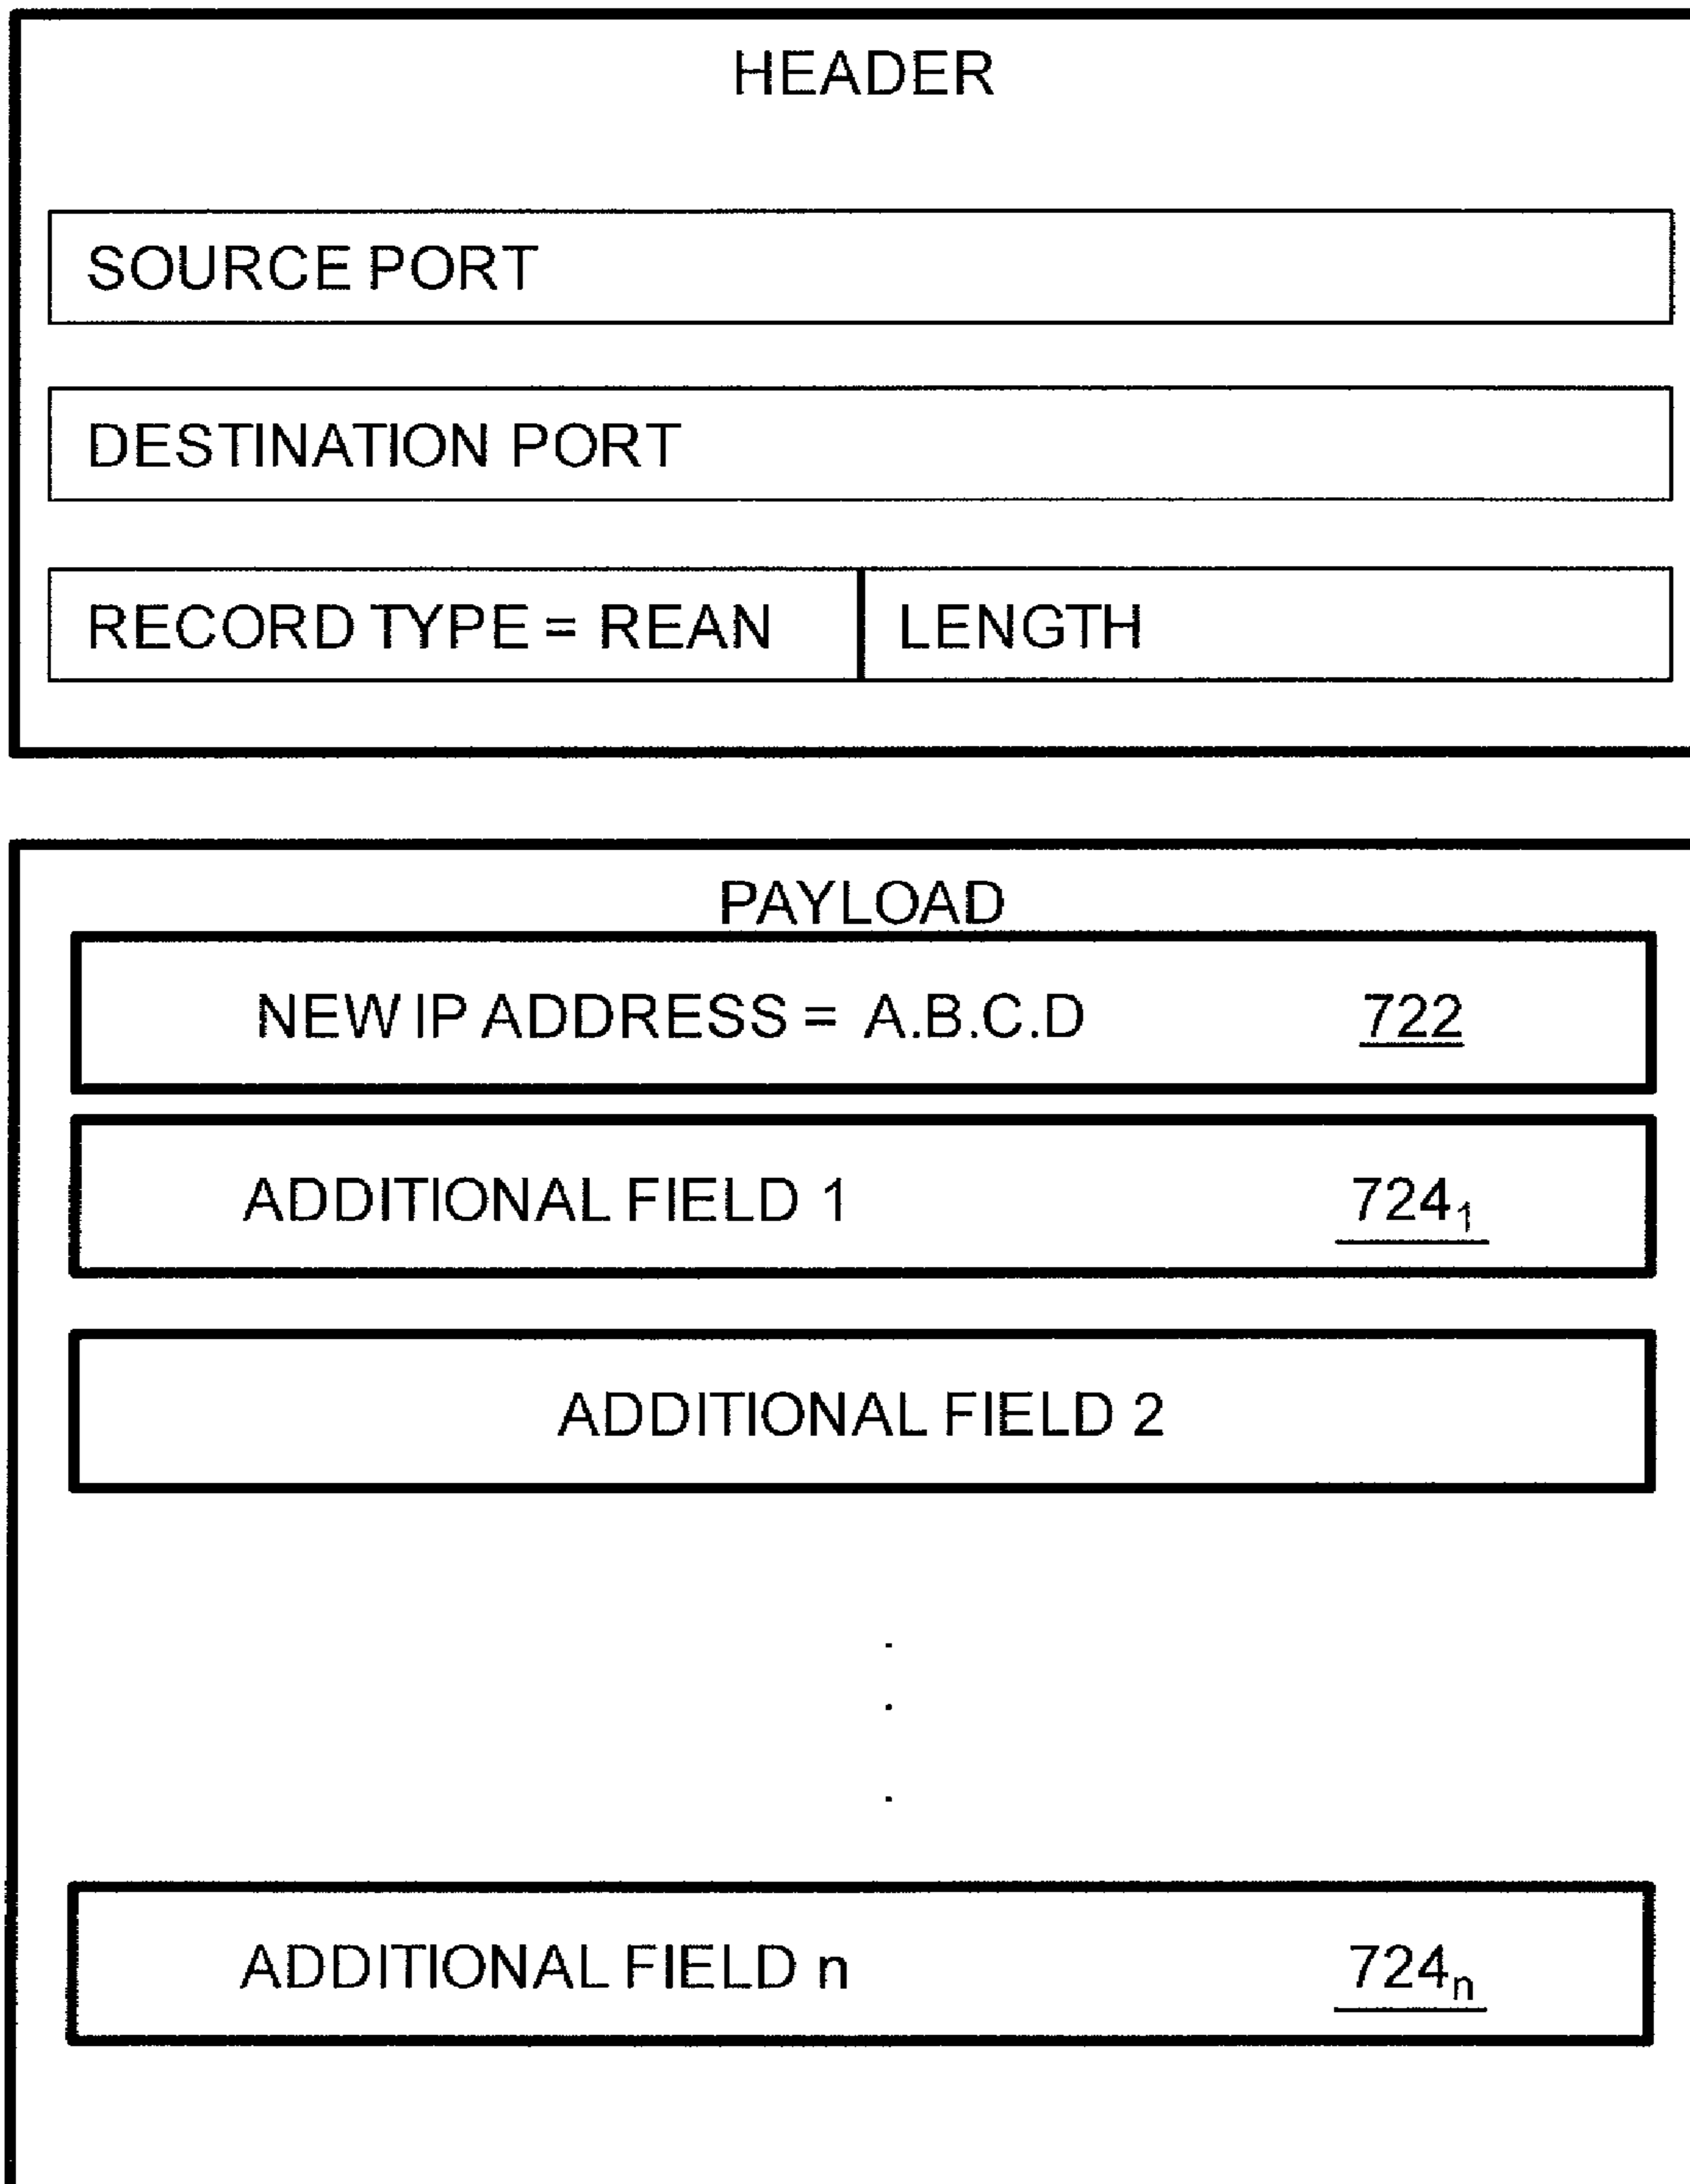 HEADER
SOURCE PORT
DESTINATION PORT
RECORD TYPE = REAN LENGTH
PAYLOAD
NEW IP ADDRESS = A.B.C.D 722
ADDITIONAL FIELD 1 724₁
ADDITIONAL FIELD 2
.
.
.
ADDITIONAL FIELD n 724ₙ